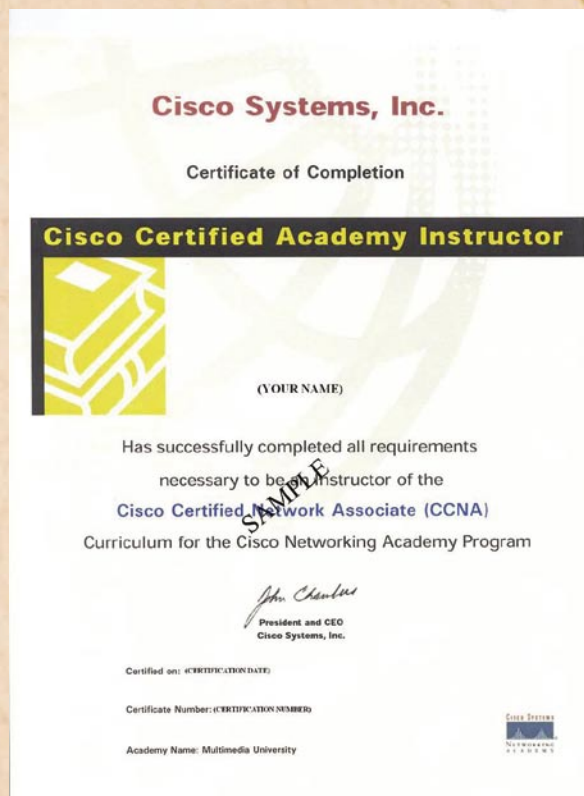 Cisco Systems, Inc.
Certificate of Completion
Cisco Certified Academy Instructor
(YOUR NAME)
Has successfully completed all requirements
necessary to be an instructor of the
SAMPLE
Cisco Certified Network Associate (CCNA)
Curriculum for the Cisco Networking Academy Program
John Chambers
President and CEO
Cisco Systems, Inc.
Certified on: (CERTIFICATION DATE)
Certificate Number: (CERTIFICATION NUMBER)
Academy Name: Multimedia University
CISCO SYSTEMS
NETWORKING
ACADEMY